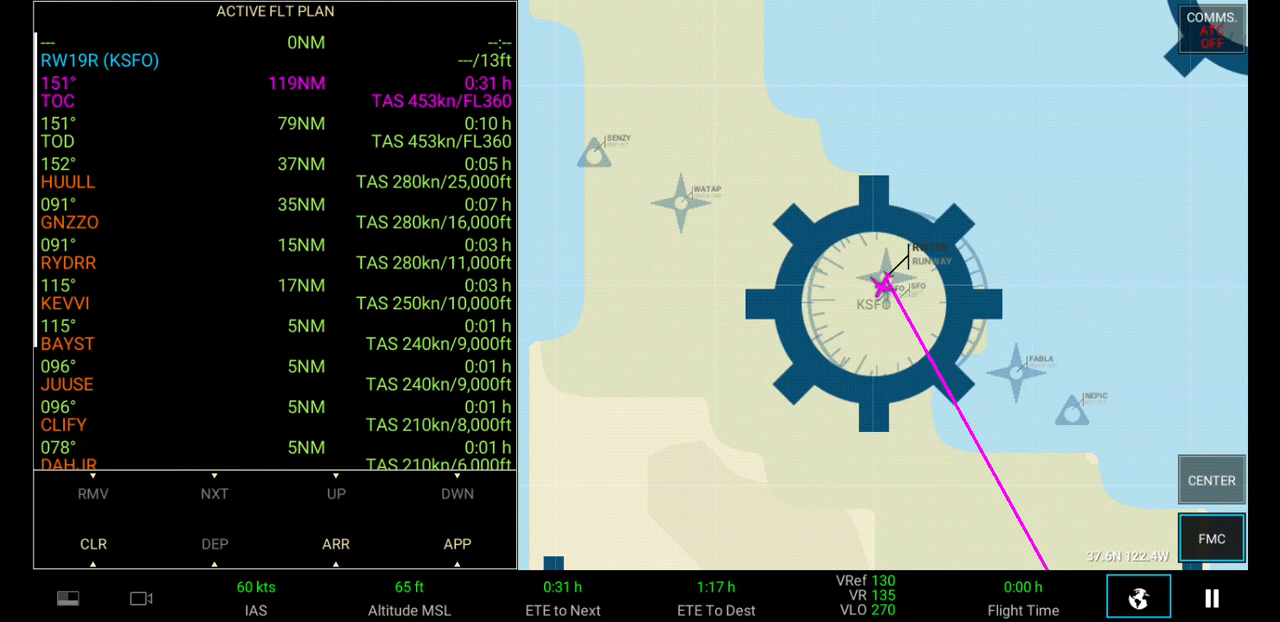 ACTIVE FLT PLAN
--- 0NM --:--
RW19R (KSFO) ---/13ft
151° 119NM 0:31 h
TOC TAS 453kn/FL360
151° 79NM 0:10 h
TOD TAS 453kn/FL360
152° 37NM 0:05 h
HUULL TAS 280kn/25,000ft
091° 35NM 0:07 h
GNZZO TAS 280kn/16,000ft
091° 15NM 0:03 h
RYDRR TAS 280kn/11,000ft
115° 17NM 0:03 h
KEVVI TAS 250kn/10,000ft
115° 5NM 0:01 h
BAYST TAS 240kn/9,000ft
096° 5NM 0:01 h
JUUSE TAS 240kn/9,000ft
096° 5NM 0:01 h
CLIFY TAS 210kn/8,000ft
078° 5NM 0:01 h
DAHJR TAS 210kn/6,000ft
RMV NXT UP DWN
CLR DEP ARR APP
COMMS.
ATC
OFF
SENZY
WATAP
RW19R
RUNWAY
SFO
KSFO
FABLA
NEPIC
CENTER
FMC
37.6N 122.4W
60 kts
IAS
65 ft
Altitude MSL
0:31 h
ETE to Next
1:17 h
ETE To Dest
VRef 130
VR 135
VLO 270
0:00 h
Flight Time